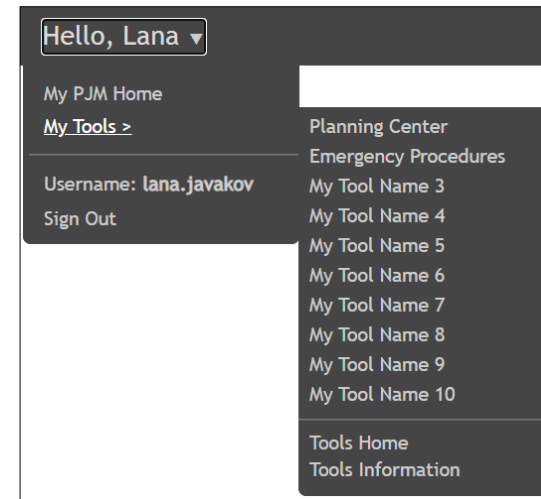 Hello, Lana ▾
My PJM Home
My Tools >
Username: lana.javakov
Sign Out
Planning Center
Emergency Procedures
My Tool Name 3
My Tool Name 4
My Tool Name 5
My Tool Name 6
My Tool Name 7
My Tool Name 8
My Tool Name 9
My Tool Name 10
Tools Home
Tools Information